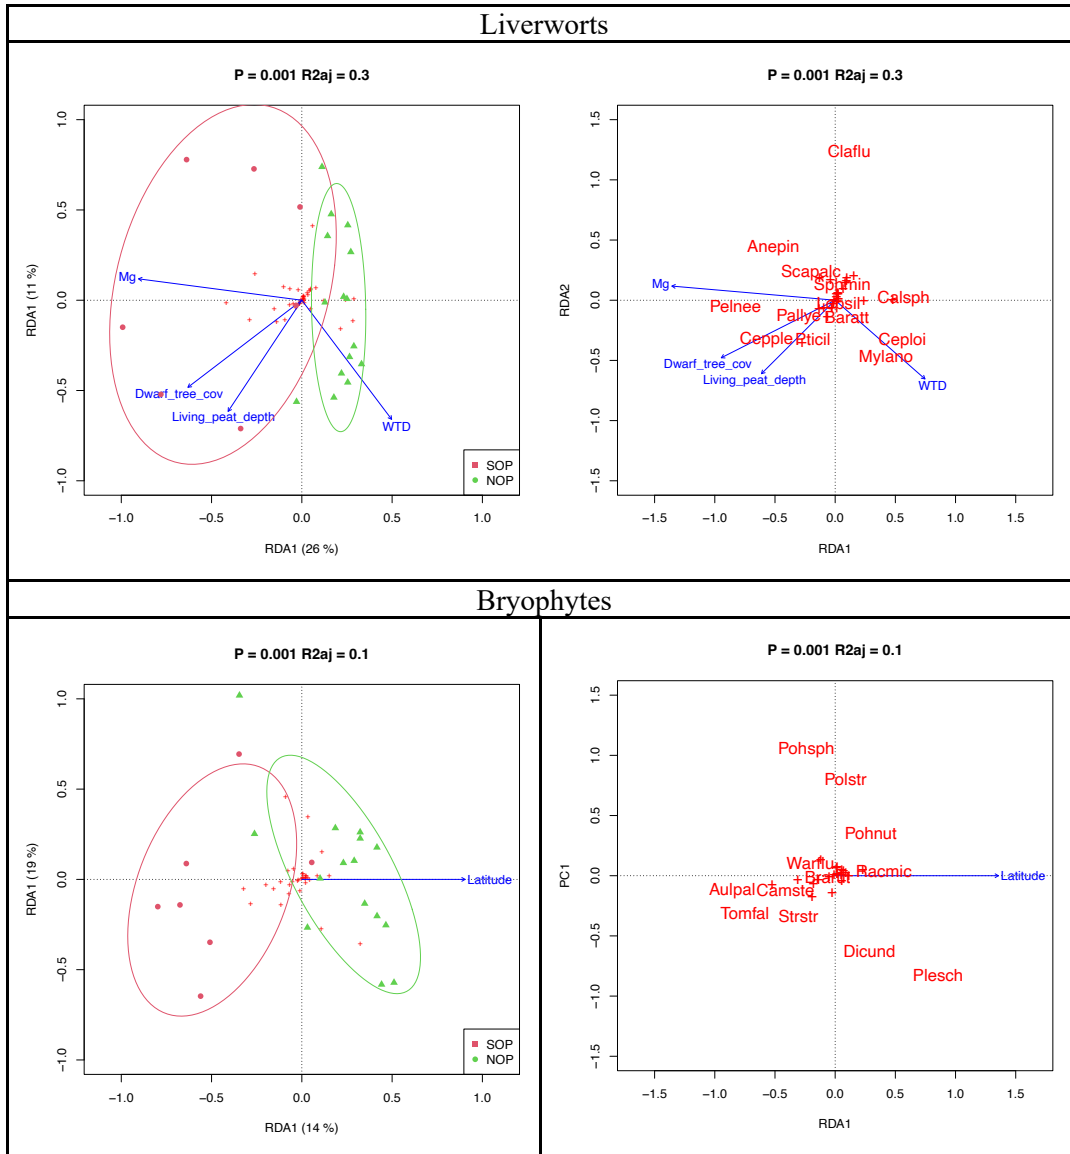 Liverworts
P = 0.001 R2aj = 0.3
RDA1 (11 %)
1.0
0.5
0.0
−0.5
−1.0
Mg
Dwarf_tree_cov
Living_peat_depth
WTD
SOP
NOP
−1.0 −0.5 0.0 0.5 1.0
RDA1 (26 %)
P = 0.001 R2aj = 0.3
RDA2
1.5
1.0
0.5
0.0
−0.5
−1.0
−1.5
Claflu
Anepin
Scapalc
Sphmin
Mg
Calsph
Pelnee
Pallye
Baratt
Cepple
Pticil
Ceploi
Mylano
Dwarf_tree_cov
Living_peat_depth
WTD
−1.5 −1.0 −0.5 0.0 0.5 1.0 1.5
RDA1
Bryophytes
P = 0.001 R2aj = 0.1
RDA1 (19 %)
1.0
0.5
0.0
−0.5
−1.0
Latitude
SOP
NOP
−1.0 −0.5 0.0 0.5 1.0
RDA1 (14 %)
P = 0.001 R2aj = 0.1
PC1
1.5
1.0
0.5
0.0
−0.5
−1.0
−1.5
Pohsph
Polstr
Pohnut
Warflu
Racmic
Latitude
Aulpal
Camste
Tomfal
Strstr
Dicund
Plesch
−1.5 −1.0 −0.5 0.0 0.5 1.0 1.5
RDA1